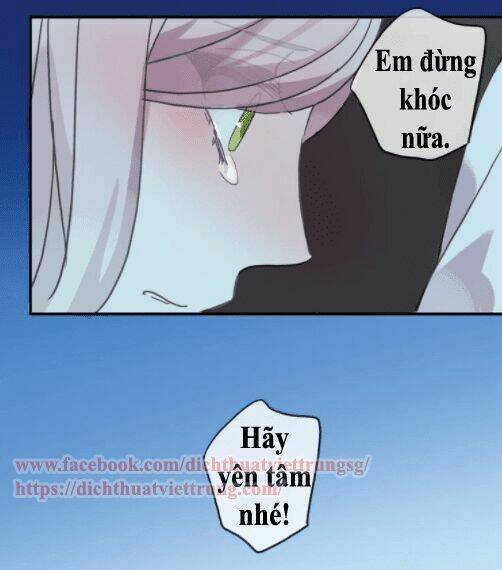 Em đừng
khóc
nữa.
Hãy
www.facebook.com/dichthuatviettrungsg/
yên tâm
https://dichthuatviettrung.com/
nhé!